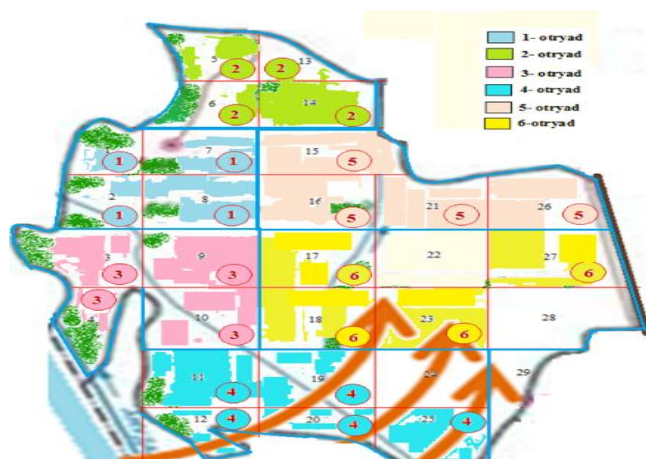 1- otryad
2- otryad
3- otryad
4- otryad
5- otryad
6-otryad
5 2 2 13
6 2 14 2
1 7 1 15 5
2 1 8 1 16 5 21 5 26 5
3 3 9 3 17 6 22 27 6
3 4 10 3 18 6 23 6 28
11 4 19 4 24 29
12 4 20 4 25 4